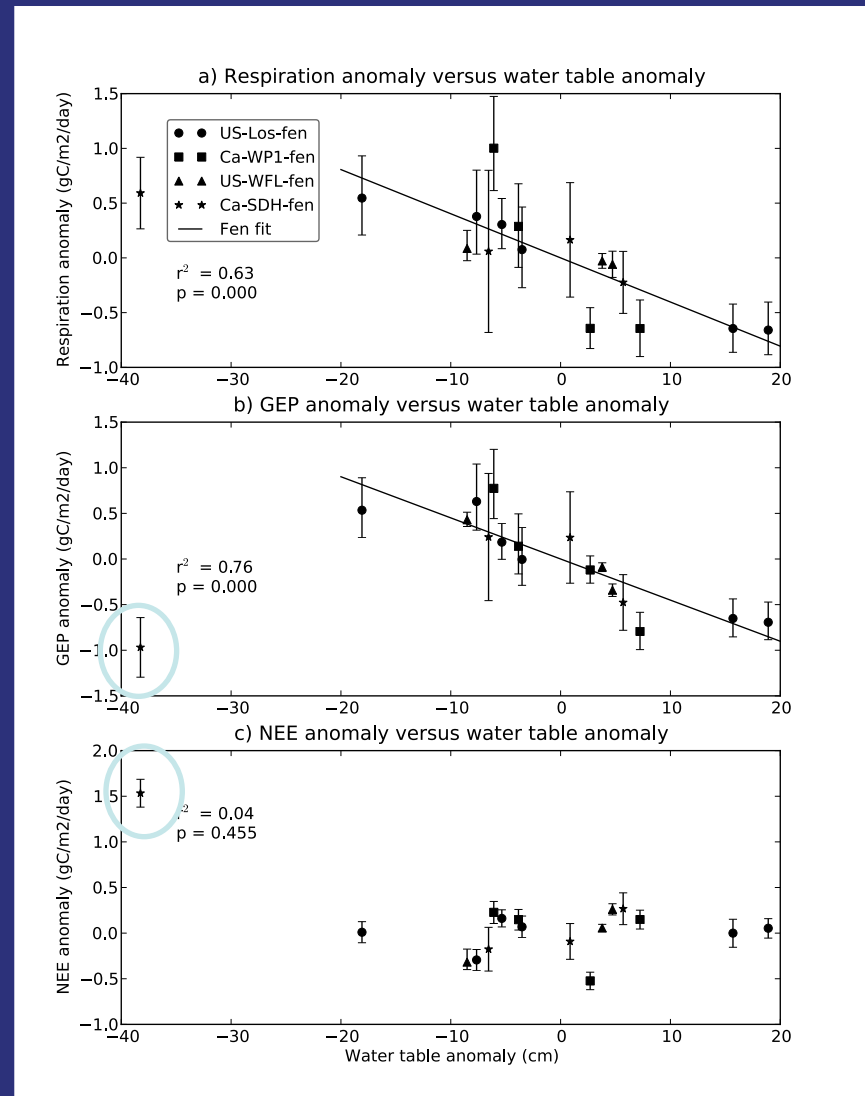 a) Respiration anomaly versus water table anomaly
Respiration anomaly (gC/m2/day)
1.5
1.0
0.5
0.0
−0.5
−1.0
US-Los-fen
Ca-WP1-fen
US-WFL-fen
Ca-SDH-fen
Fen fit
r² = 0.63
p = 0.000
−40 −30 −20 −10 0 10 20
b) GEP anomaly versus water table anomaly
GEP anomaly (gC/m2/day)
1.5
1.0
0.5
0.0
−0.5
−1.0
−1.5
r² = 0.76
p = 0.000
−40 −30 −20 −10 0 10 20
c) NEE anomaly versus water table anomaly
NEE anomaly (gC/m2/day)
2.0
1.5
1.0
0.5
0.0
−0.5
−1.0
r² = 0.04
p = 0.455
−40 −30 −20 −10 0 10 20
Water table anomaly (cm)